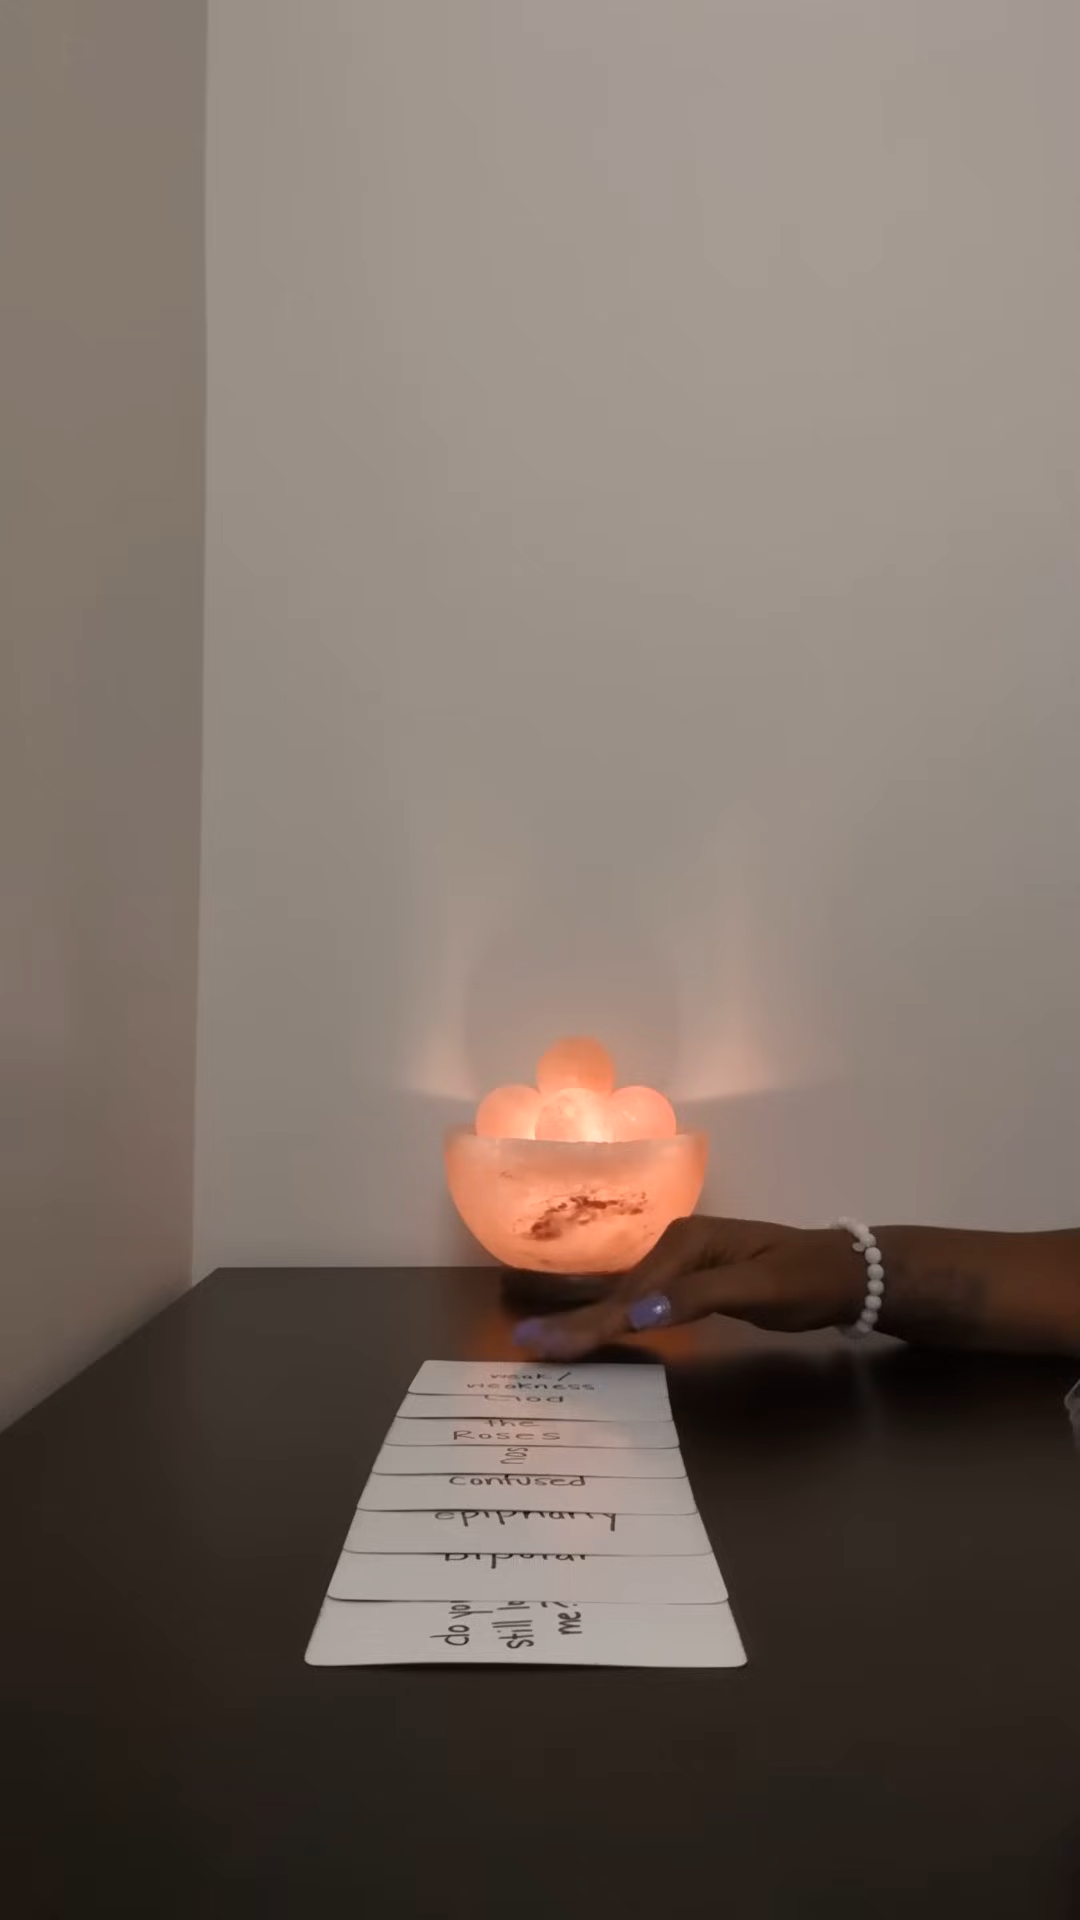 weak/
weakness
God
the
Roses
confused
epiphany
Bipolar
do you
still
me?